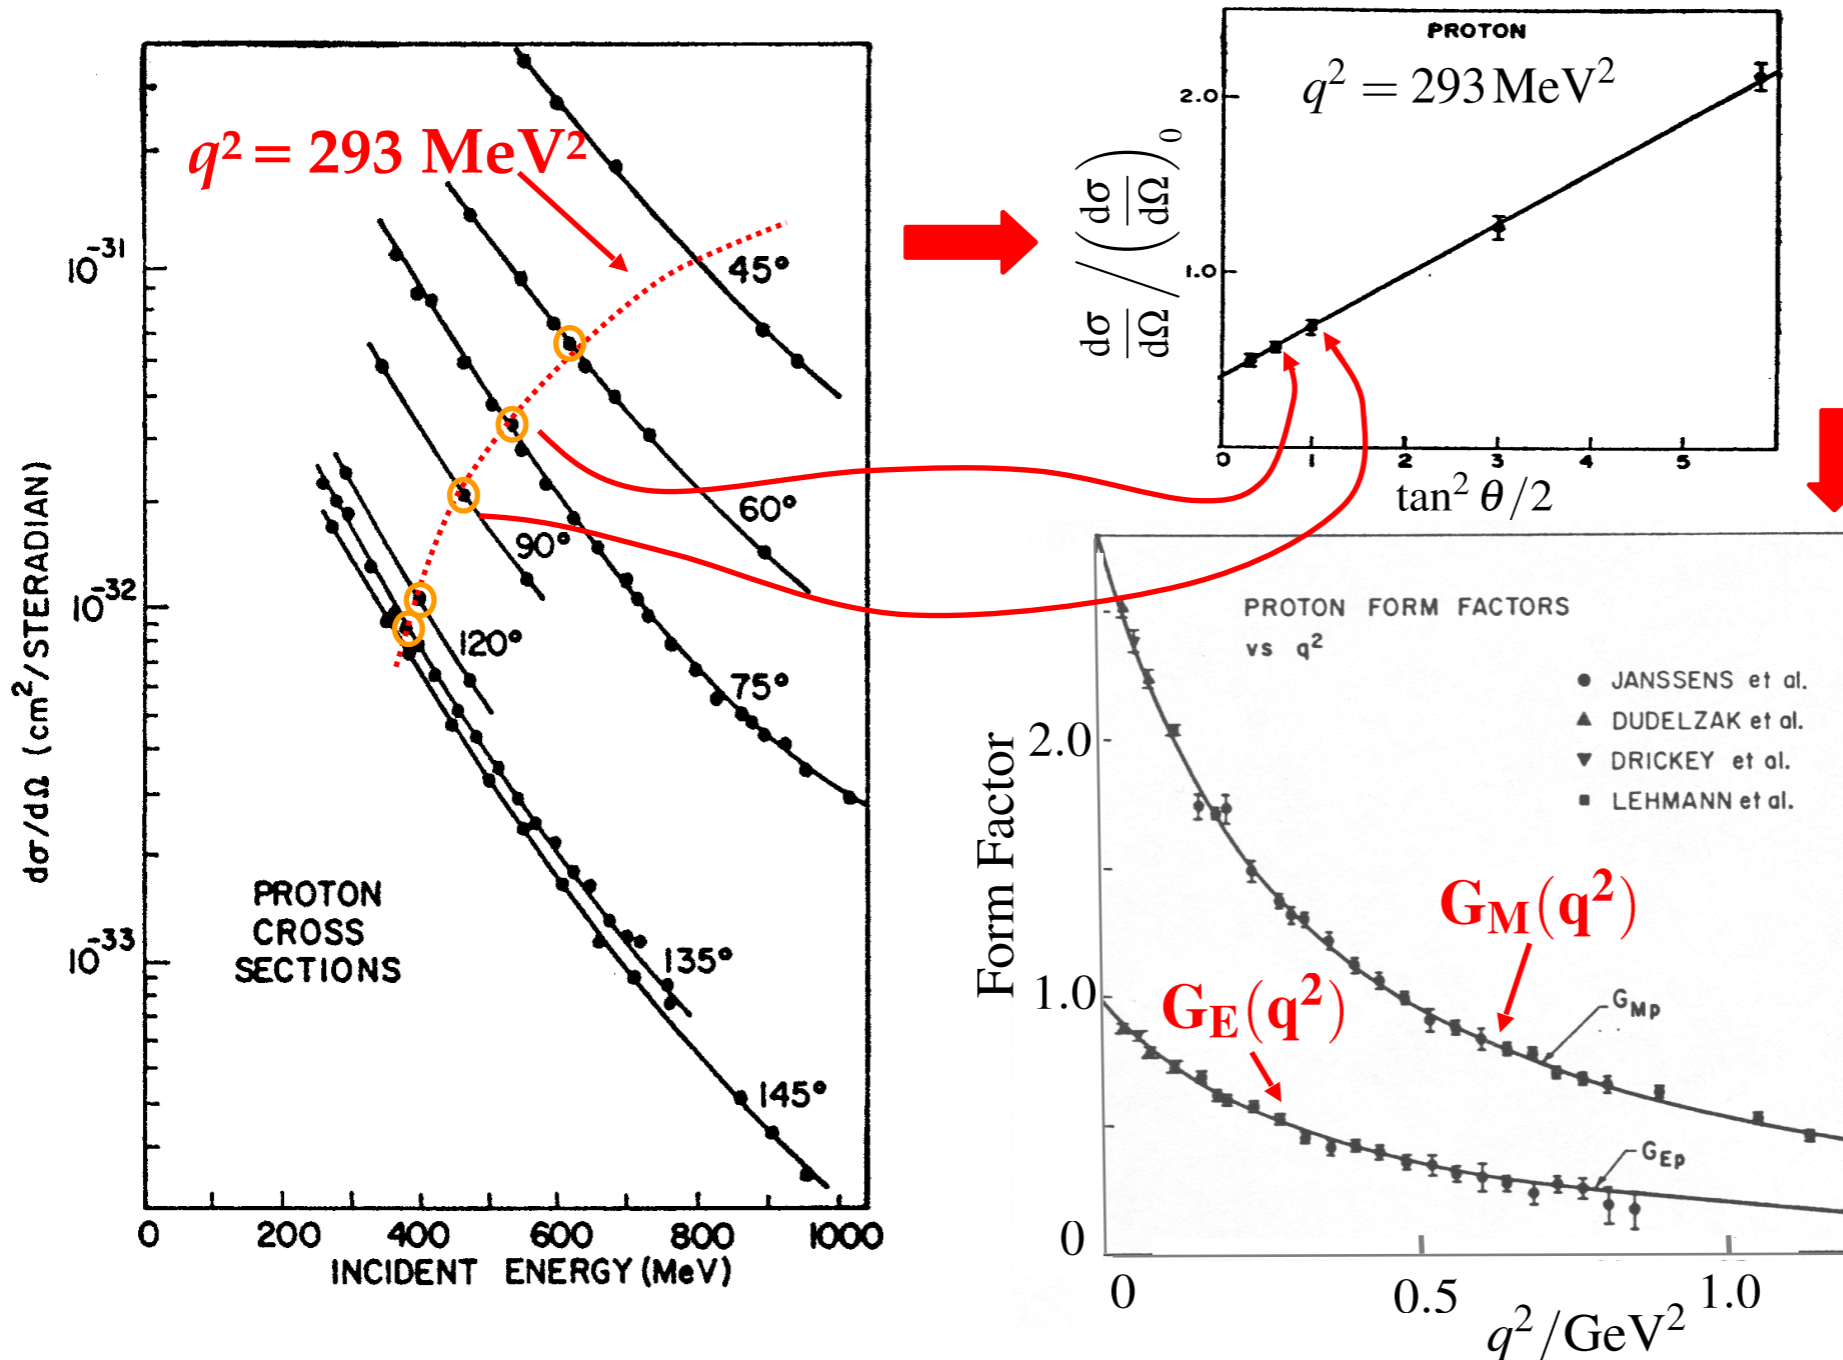 q² = 293 MeV²
10⁻³¹
10⁻³²
10⁻³³
45°
60°
90°
75°
120°
135°
145°
PROTON
CROSS
SECTIONS
dσ/dΩ (cm²/STERADIAN)
0 200 400 600 800 1000
INCIDENT ENERGY (MeV)
PROTON
q² = 293 MeV²
2.0
1.0
dσ/dΩ / (dσ/dΩ)₀
0 1 2 3 4 5
tan² θ/2
PROTON FORM FACTORS
vs q²
JANSSENS et al.
DUDELZAK et al.
DRICKEY et al.
LEHMANN et al.
Form Factor
2.0
1.0
0
G_M(q²)
G_E(q²)
G_Mp
G_Ep
0 0.5 1.0
q²/GeV²